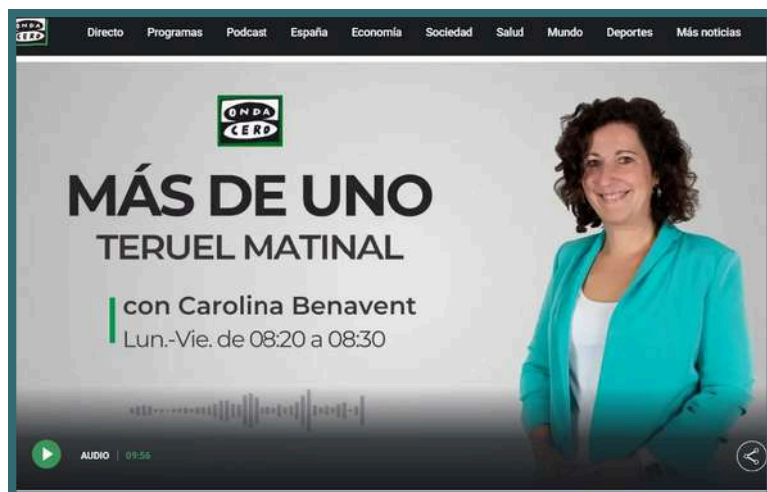 ONDA
CERO
Directo Programas Podcast España Economía Sociedad Salud Mundo Deportes Más noticias
ONDA
CERO
MÁS DE UNO
TERUEL MATINAL
con Carolina Benavent
Lun.-Vie. de 08:20 a 08:30
AUDIO | 09:56